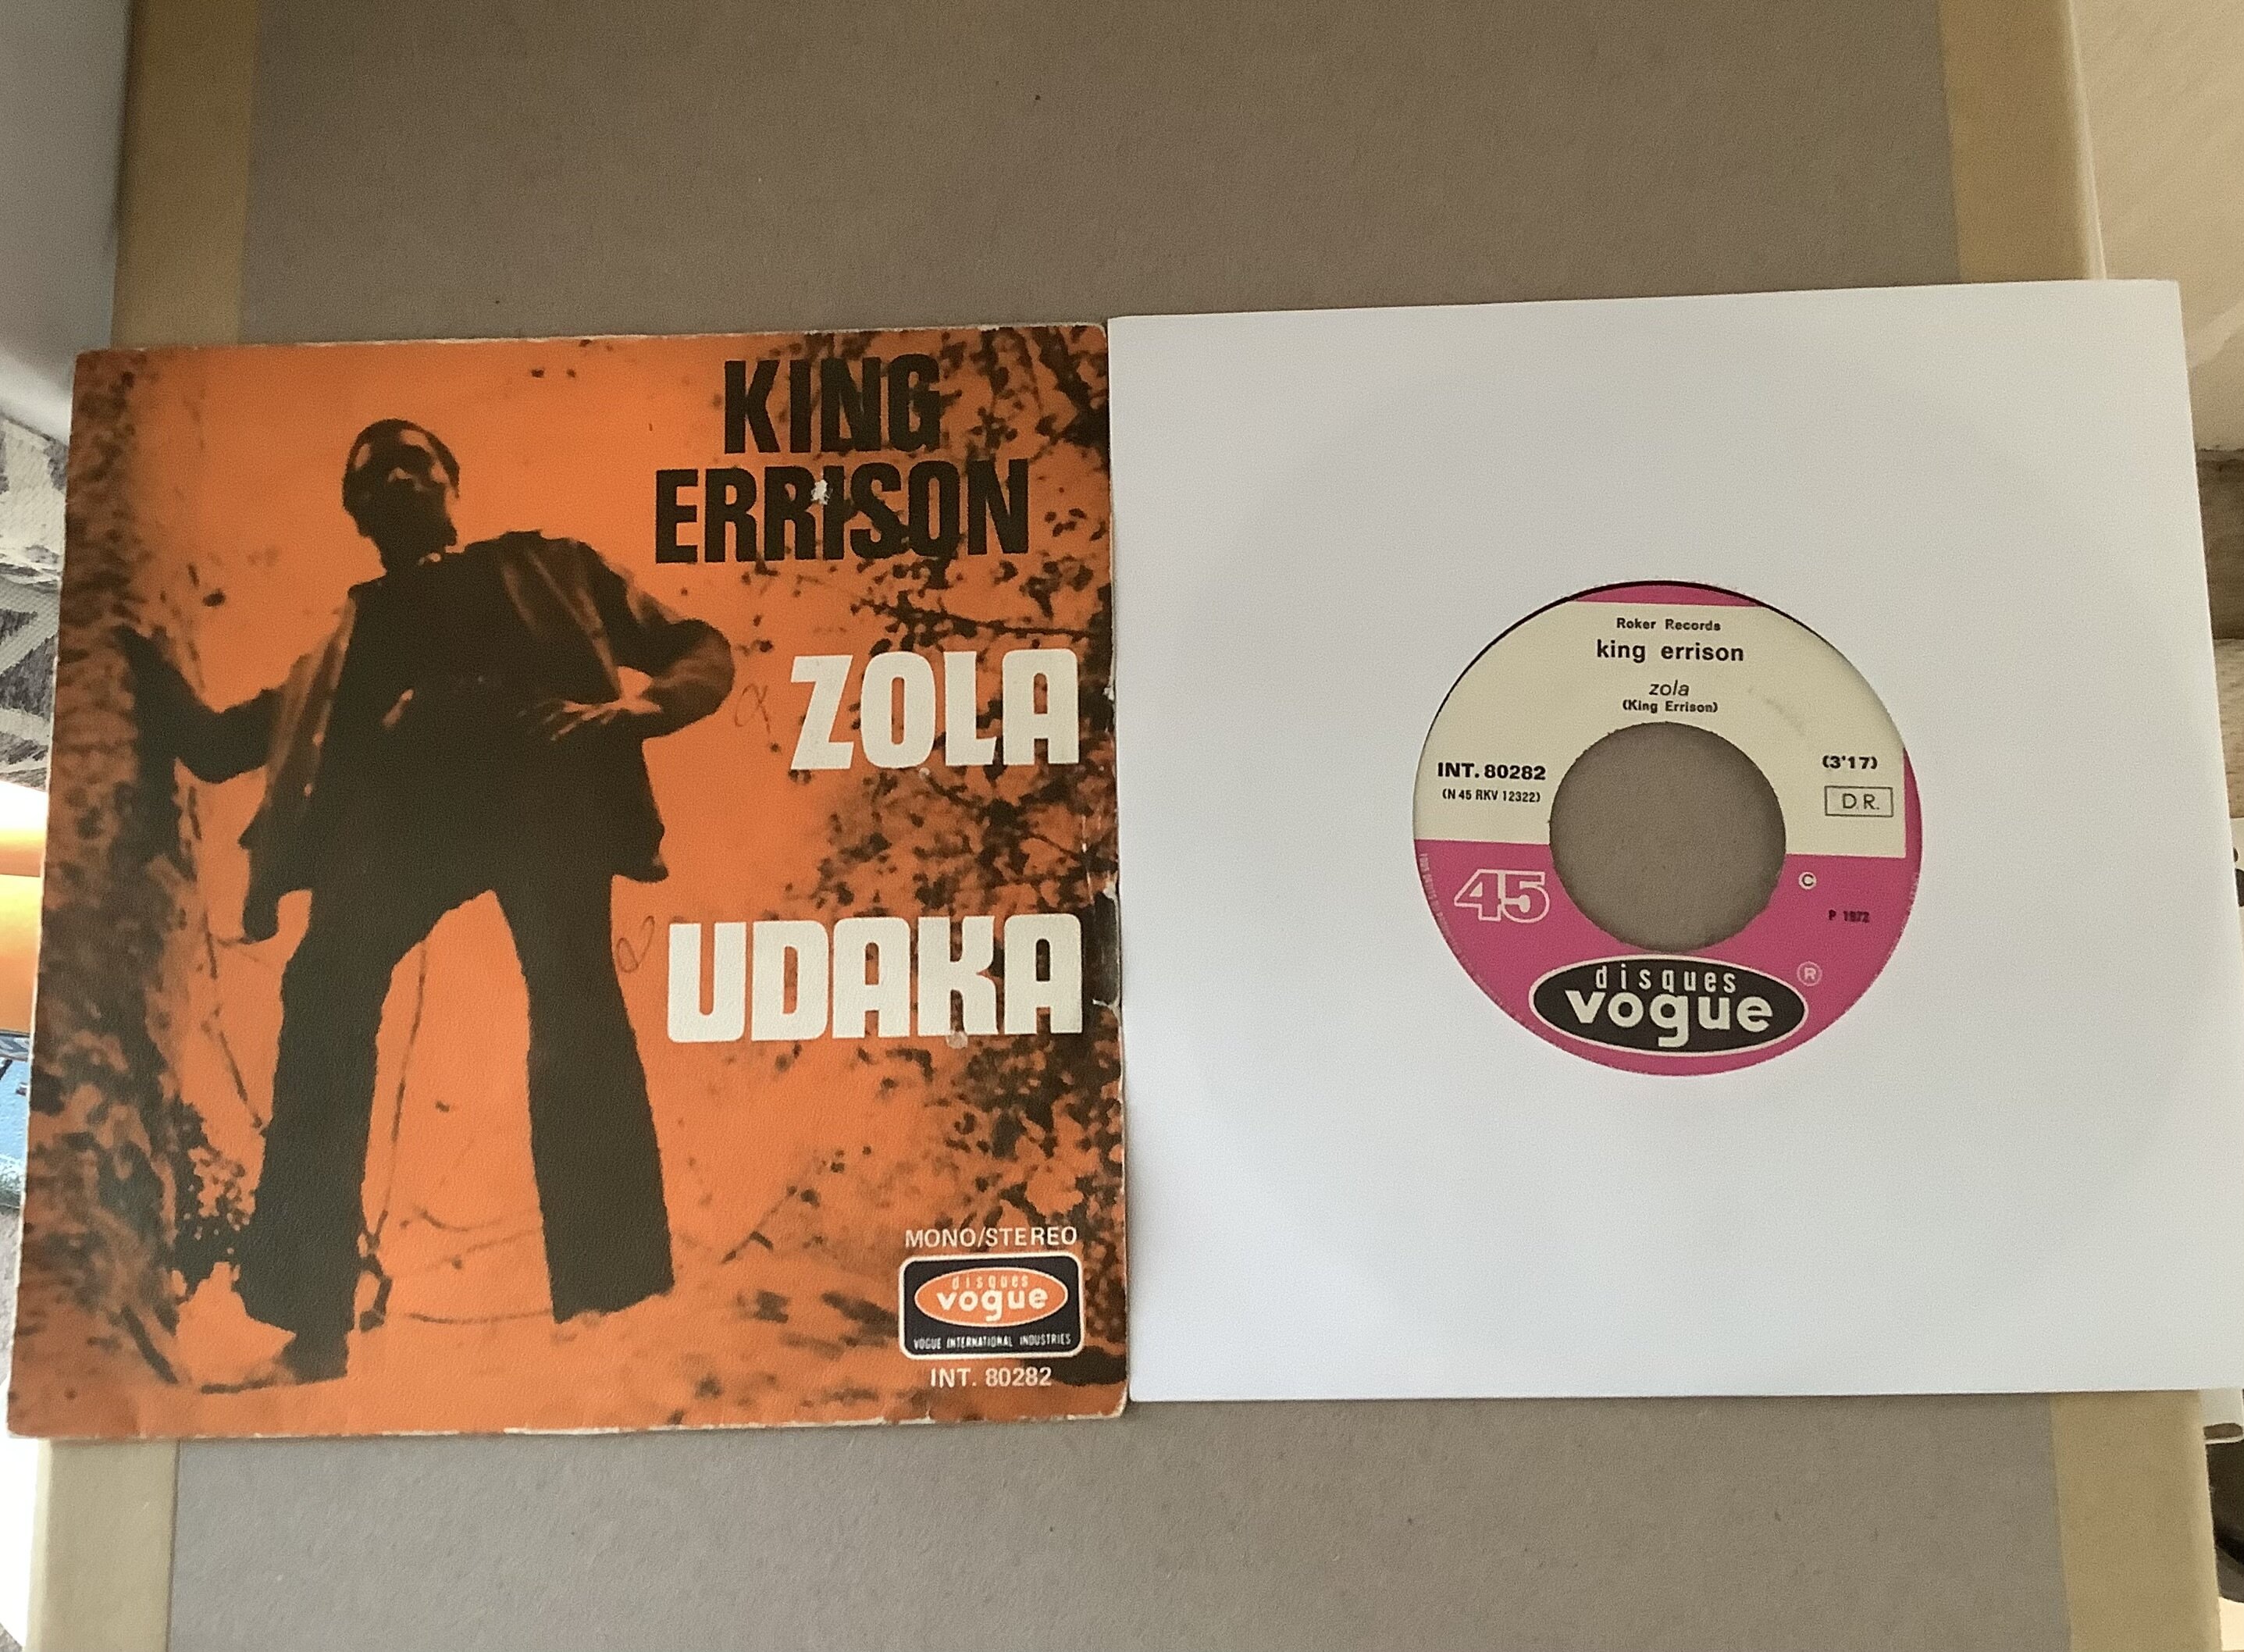 KING
ERRISON
ZOLA
UDAKA
MONO/STEREO
disques
vogue
VOGUE INTERNATIONAL INDUSTRIES
INT. 80282
Roker Records
king errison
zola
(King Errison)
INT. 80282
(N 45 RKV 12322)
(3'17)
D.R.
45
©
P 1972
disques
vogue
®